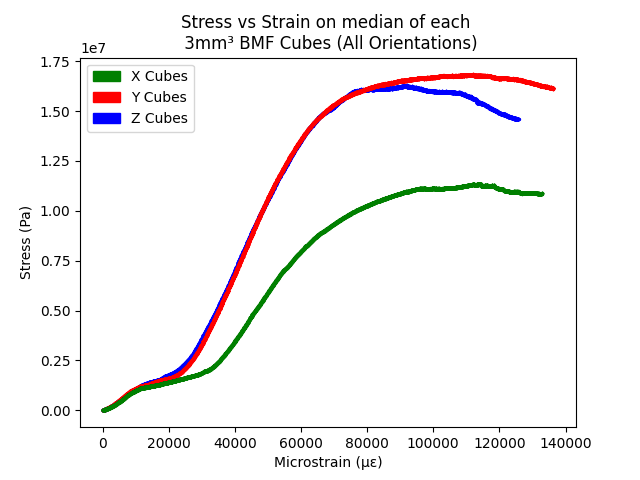 Stress vs Strain on median of each
3mm³ BMF Cubes (All Orientations)
1e7
X Cubes
Y Cubes
Z Cubes
1.75
1.50
1.25
1.00
0.75
0.50
0.25
0.00
Stress (Pa)
0 20000 40000 60000 80000 100000 120000 140000
Microstrain (με)